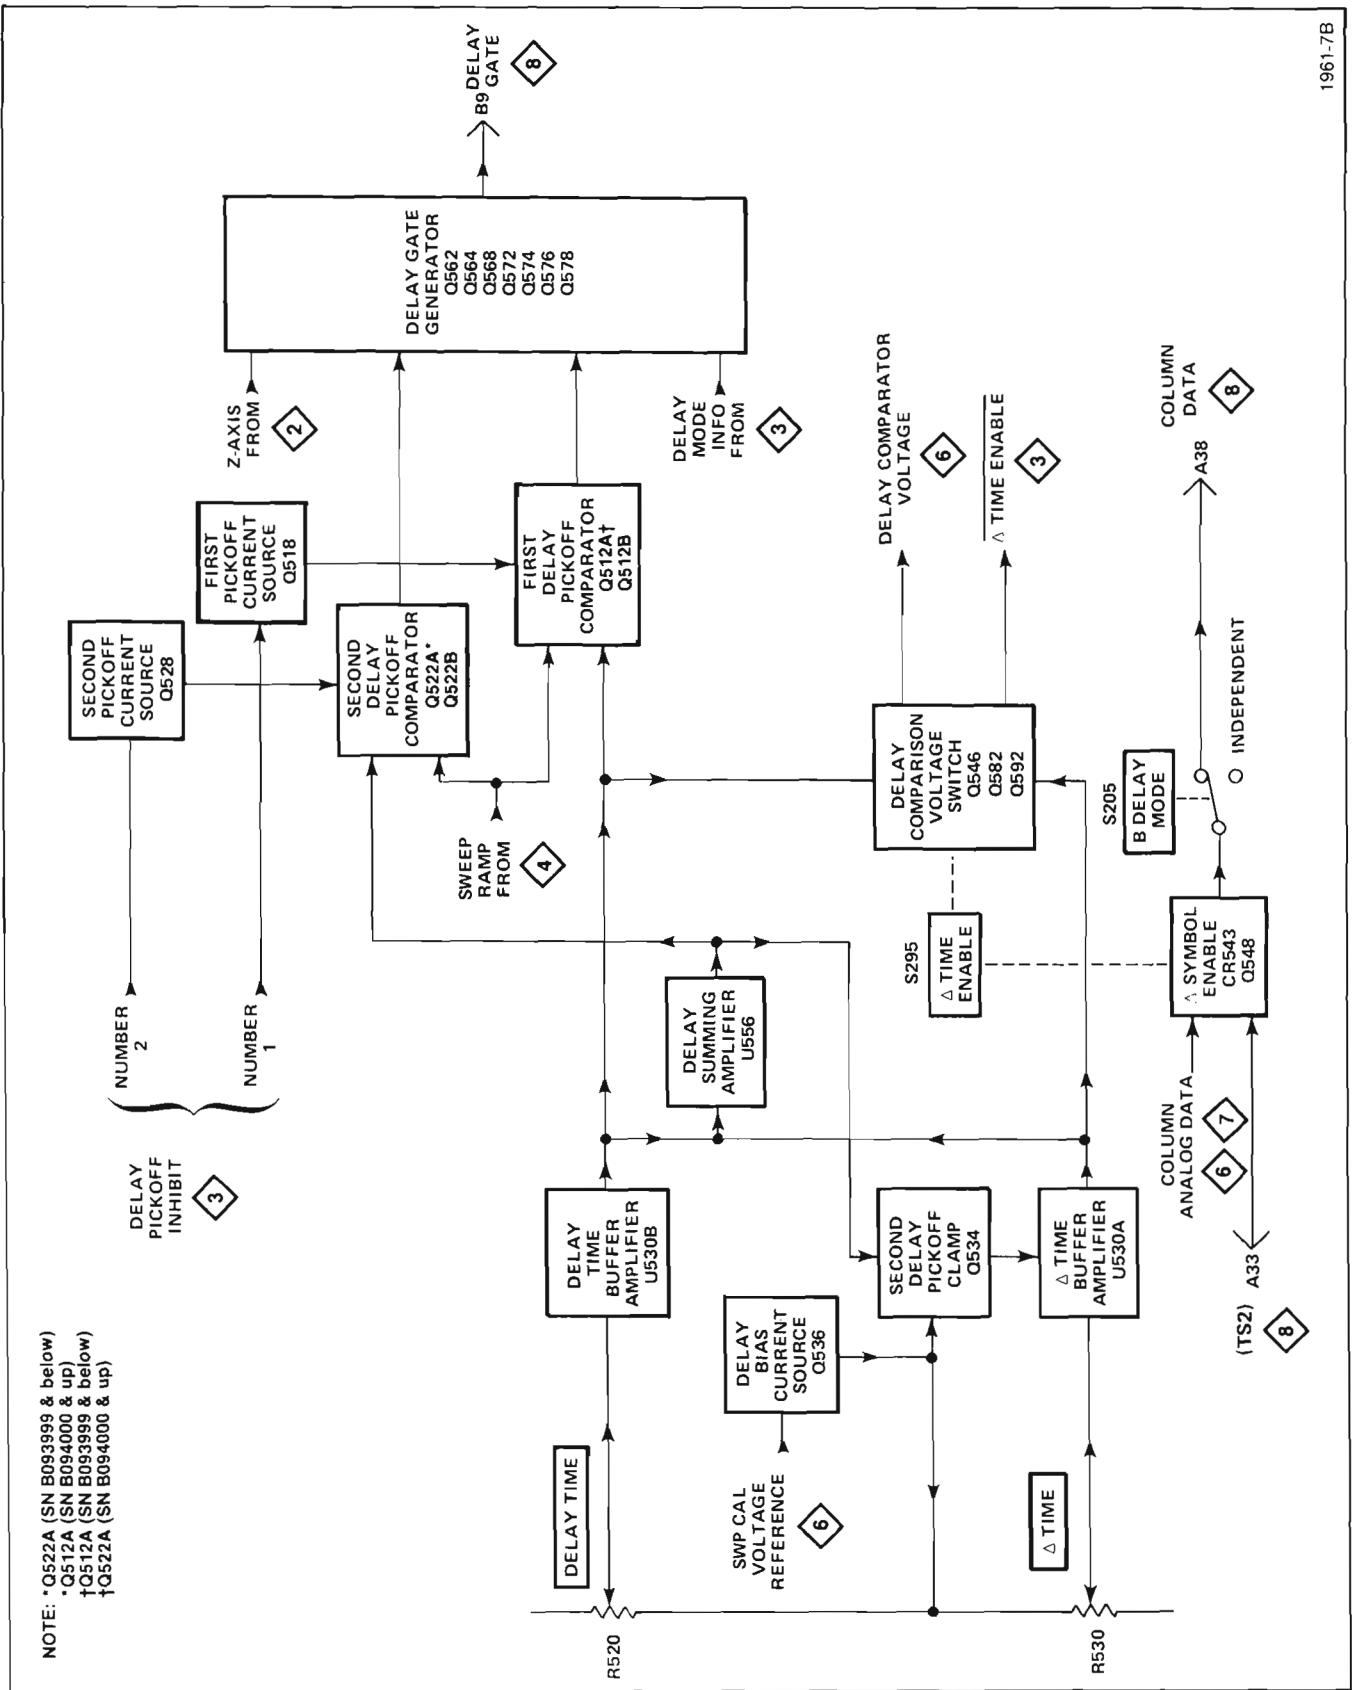 NOTE: *Q522A (SN B093999 & below)
*Q512A (SN B094000 & up)
†Q512A (SN B093999 & below)
†Q522A (SN B094000 & up)
DELAY
PICKOFF
INHIBIT
3
NUMBER
2
NUMBER
1
SECOND
PICKOFF
CURRENT
SOURCE
Q528
FIRST
PICKOFF
CURRENT
SOURCE
Q518
Z-AXIS
FROM
2
DELAY GATE
GENERATOR
Q562
Q564
Q568
Q572
Q574
Q576
Q578
B9
DELAY
GATE
8
SECOND
DELAY
PICKOFF
COMPARATOR
Q522A*
Q522B
SWEEP
RAMP
FROM
4
FIRST
DELAY
PICKOFF
COMPARATOR
Q512A†
Q512B
DELAY
MODE
INFO
FROM
3
R520
DELAY TIME
DELAY
TIME
BUFFER
AMPLIFIER
U530B
DELAY
SUMMING
AMPLIFIER
U556
SWP CAL
VOLTAGE
REFERENCE
6
DELAY
BIAS
CURRENT
SOURCE
Q536
SECOND
DELAY
PICKOFF
CLAMP
Q534
S295
△ TIME
ENABLE
DELAY
COMPARISON
VOLTAGE
SWITCH
Q546
Q582
Q592
DELAY COMPARATOR
VOLTAGE
6
△ TIME ENABLE
3
R530
△ TIME
△ TIME
BUFFER
AMPLIFIER
U530A
COLUMN
ANALOG DATA
6
7
(TS2)
A33
8
△ SYMBOL
ENABLE
CR543
Q548
S205
B DELAY
MODE
INDEPENDENT
A38
COLUMN
DATA
8
1961-7B